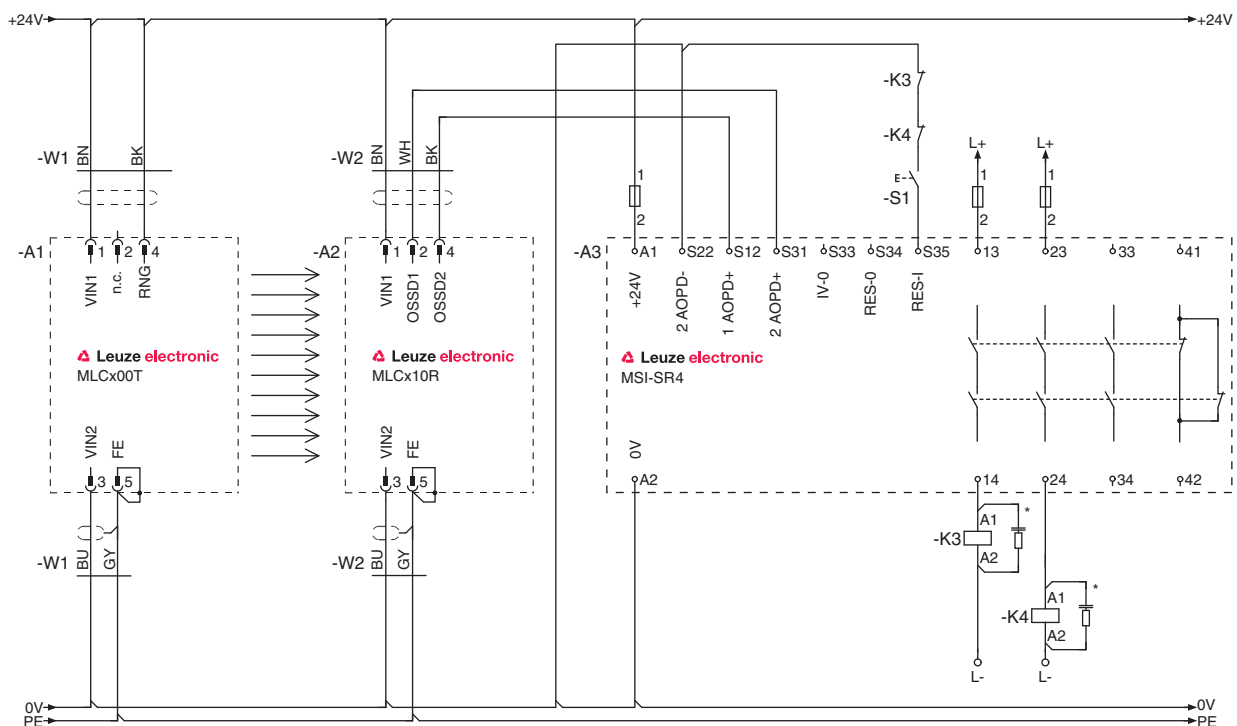 +24V
+24V
-K3
-K4
-S1
E
-W1
BN
BK
-W2
BN
WH
BK
L+
L+
1
2
1
2
1
2
-A1
1
2
4
VIN1
n.c.
RNG
-A2
1
2
4
VIN1
OSSD1
OSSD2
-A3
A1
S22
S12
S31
S33
S34
S35
13
23
33
41
+24V
2 AOPD-
1 AOPD+
2 AOPD+
IV-0
RES-0
RES-I
Leuze electronic
MLCx00T
Leuze electronic
MLCx10R
Leuze electronic
MSI-SR4
VIN2
FE
3
5
VIN2
FE
3
5
0V
A2
14
24
34
42
-W1
BU
GY
-W2
BU
GY
-K3
A1
A2
*
-K4
A1
A2
*
L-
L-
0V
0V
PE
PE